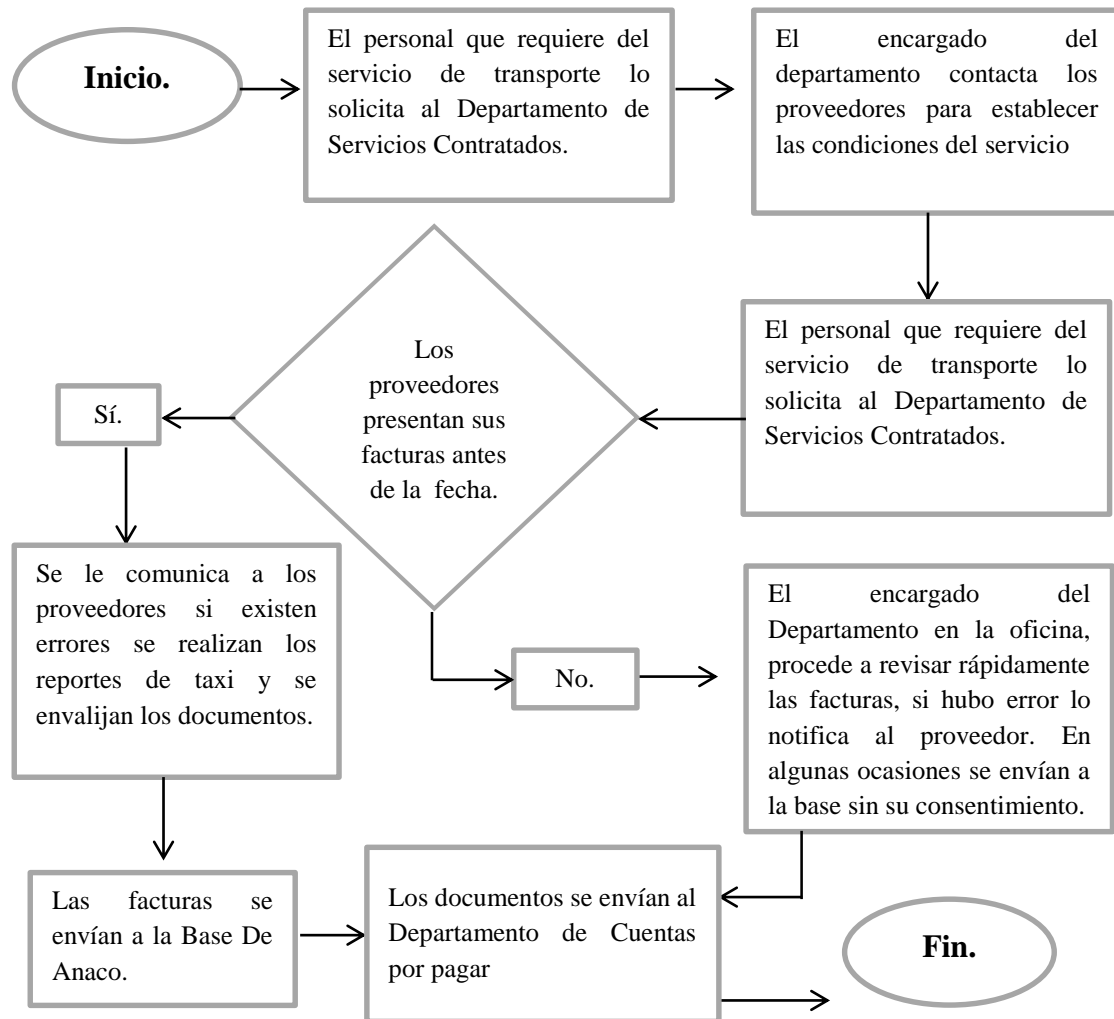 Inicio.
El personal que requiere del
servicio de transporte lo
solicita al Departamento de
Servicios Contratados.
El encargado del
departamento contacta los
proveedores para establecer
las condiciones del servicio
El personal que requiere del
servicio de transporte lo
solicita al Departamento de
Servicios Contratados.
Los
proveedores
presentan sus
facturas antes
de la fecha.
Sí.
Se le comunica a los
proveedores si existen
errores se realizan los
reportes de taxi y se
envalijan los documentos.
No.
El encargado del
Departamento en la oficina,
procede a revisar rápidamente
las facturas, si hubo error lo
notifica al proveedor. En
algunas ocasiones se envían a
la base sin su consentimiento.
Las facturas se
envían a la Base De
Anaco.
Los documentos se envían al
Departamento de Cuentas
por pagar
Fin.